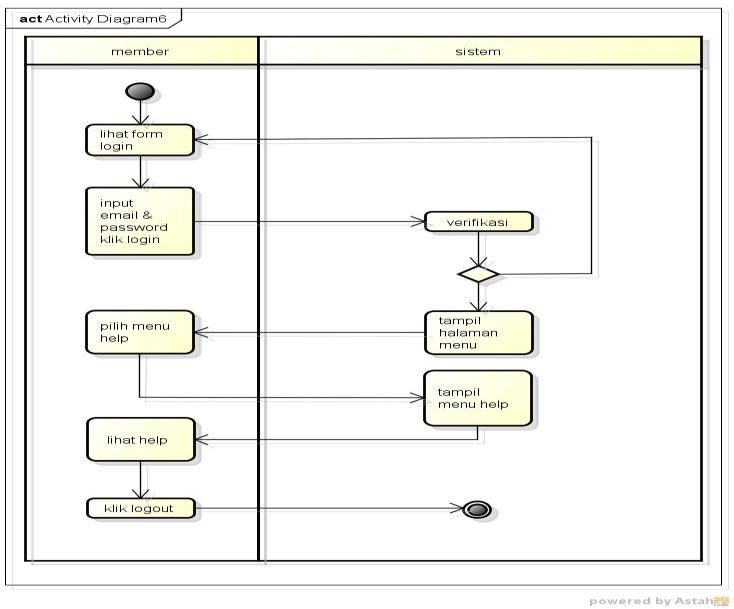 act Activity Diagram6
member
sistem
lihat form
login
input
email &
password
klik login
verifikasi
tampil
halaman
menu
pilih menu
help
tampil
menu help
lihat help
klik logout
powered by Astah